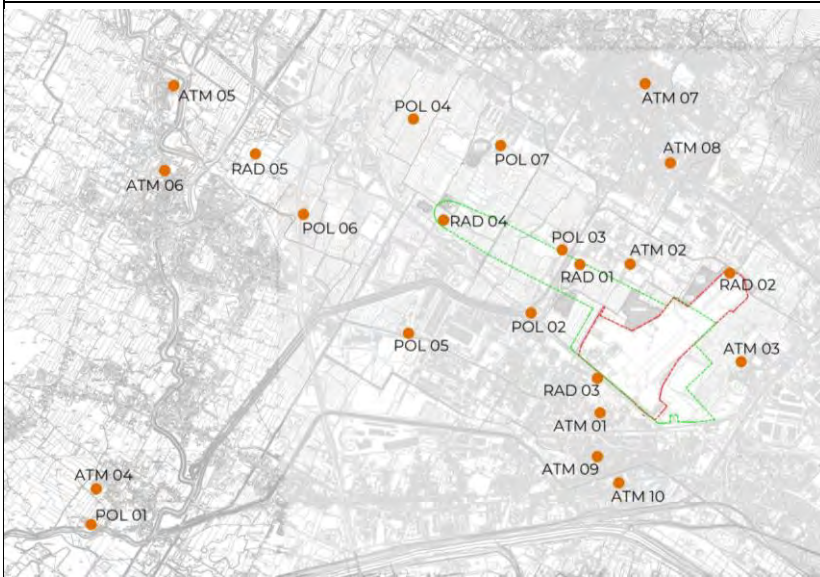 ATM 05
ATM 07
POL 04
POL 07
ATM 08
RAD 05
ATM 06
POL 06
RAD 04
POL 03
ATM 02
RAD 01
RAD 02
POL 02
POL 05
ATM 03
RAD 03
ATM 01
ATM 09
ATM 04
ATM 10
POL 01